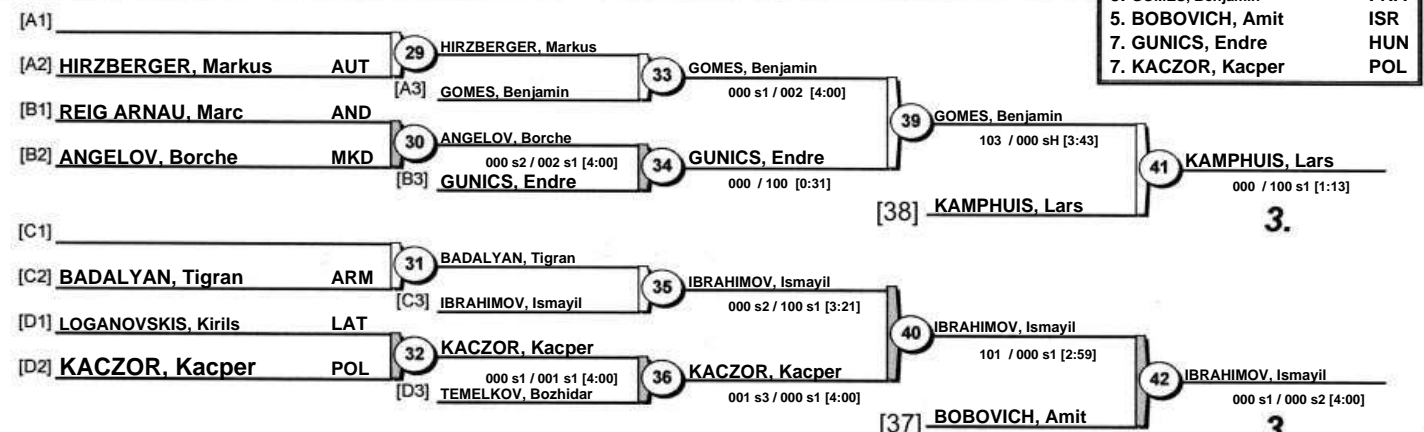 5. BOBOVICH, Amit ISR
7. GUNICS, Endre HUN
7. KACZOR, Kacper POL
[A1]
[A2] HIRZBERGER, Markus AUT
29
HIRZBERGER, Markus
[A3] GOMES, Benjamin
33
GOMES, Benjamin
000 s1 / 002 [4:00]
[B1] REIG ARNAU, Marc AND
[B2] ANGELOV, Borche MKD
30
ANGELOV, Borche
000 s2 / 002 s1 [4:00]
[B3] GUNICS, Endre
34
GUNICS, Endre
000 / 100 [0:31]
39
GOMES, Benjamin
103 / 000 sH [3:43]
[38] KAMPHUIS, Lars
41
KAMPHUIS, Lars
000 / 100 s1 [1:13]
3.
[C1]
[C2] BADALYAN, Tigran ARM
31
BADALYAN, Tigran
[C3] IBRAHIMOV, Ismayil
35
IBRAHIMOV, Ismayil
000 s2 / 100 s1 [3:21]
[D1] LOGANOVSKIS, Kirils LAT
[D2] KACZOR, Kacper POL
32
KACZOR, Kacper
000 s1 / 001 s1 [4:00]
[D3] TEMELKOV, Bozhidar
36
KACZOR, Kacper
001 s3 / 000 s1 [4:00]
40
IBRAHIMOV, Ismayil
101 / 000 s1 [2:59]
[37] BOBOVICH, Amit
42
IBRAHIMOV, Ismayil
000 s1 / 000 s2 [4:00]
3